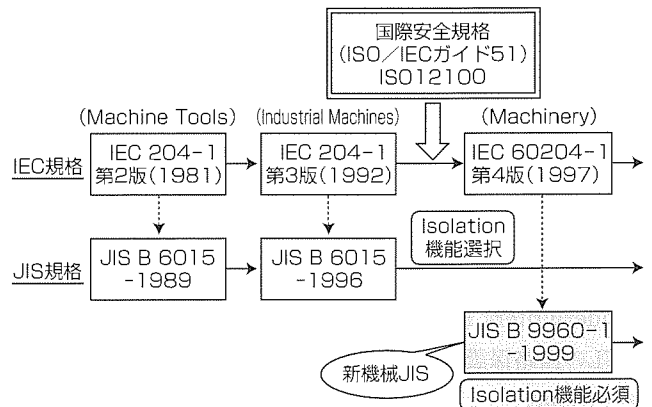 国際安全規格
(ISO／IECガイド51)
ISO12100
(Machine Tools)
(Industrial Machines)
(Machinery)
IEC規格
IEC 204-1
第2版(1981)
IEC 204-1
第3版(1992)
IEC 60204-1
第4版(1997)
Isolation
機能選択
JIS規格
JIS B 6015
-1989
JIS B 6015
-1996
JIS B 9960-1
-1999
新機械JIS
Isolation機能必須